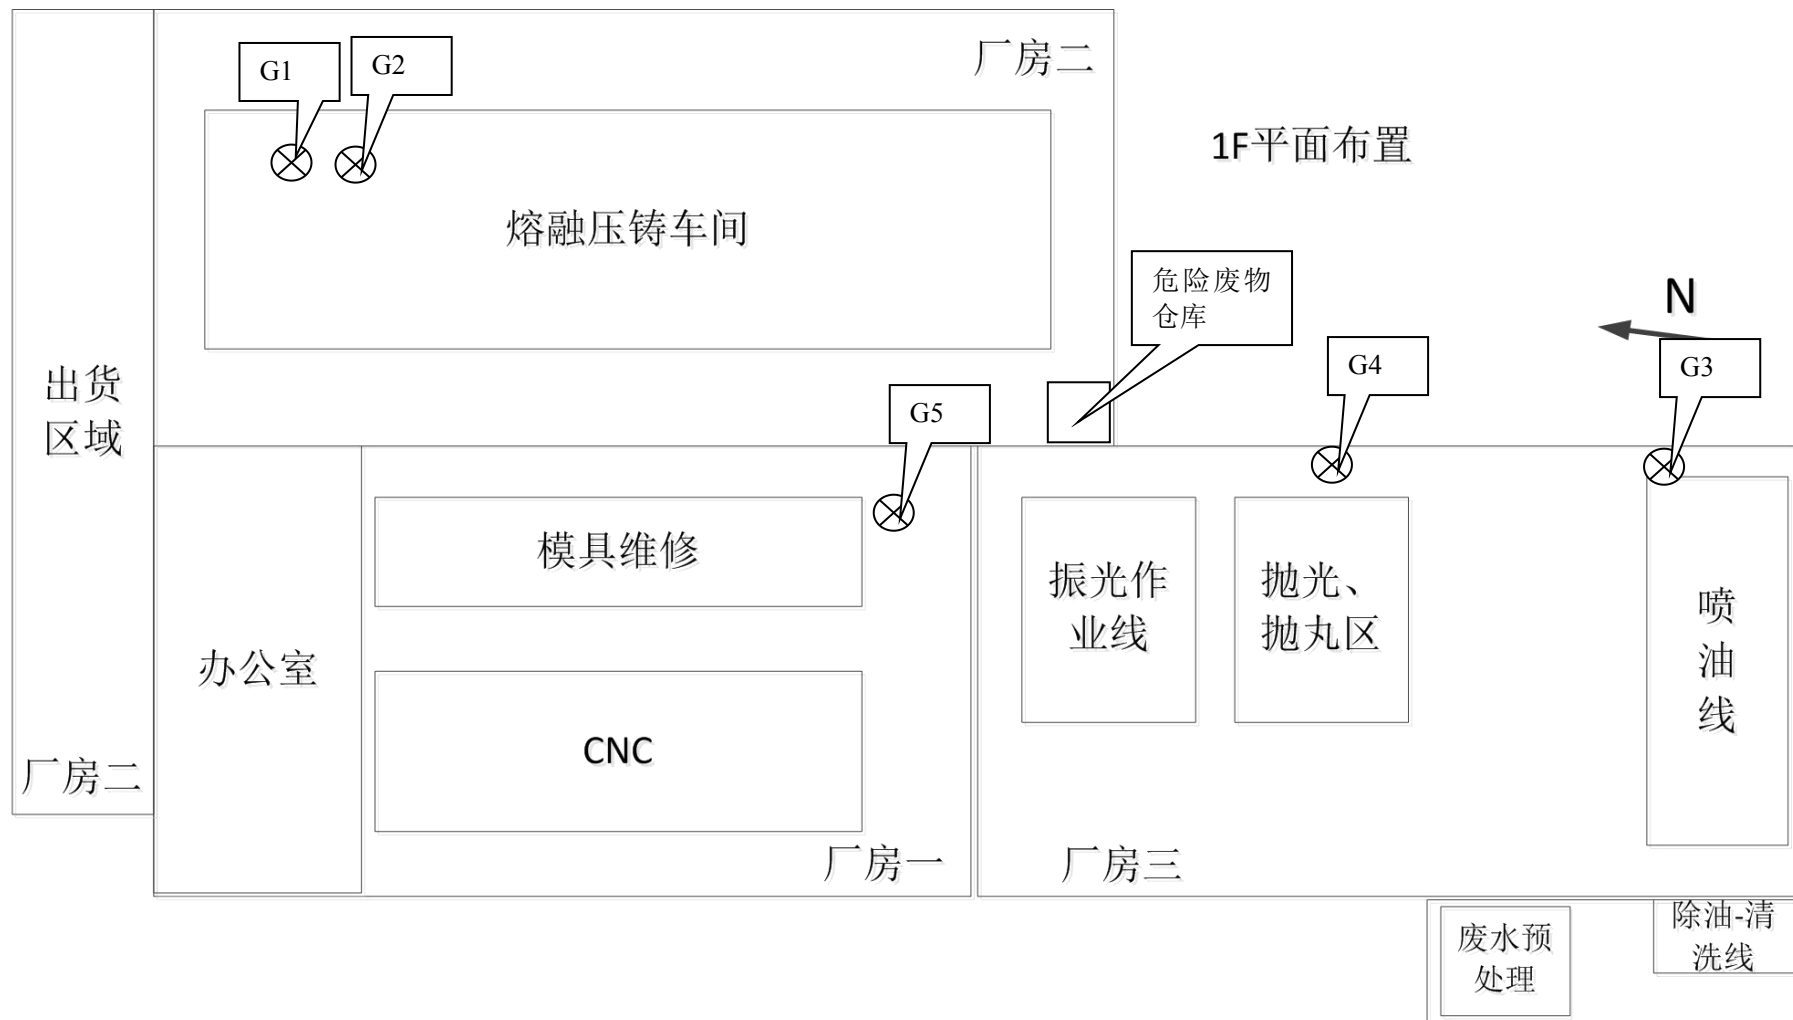 G1
G2
厂房二
1F平面布置
熔融压铸车间
危险废物
仓库
N
出货
区域
G5
G4
G3
模具维修
振光作
业线
抛光、
抛丸区
喷
油
线
办公室
CNC
厂房二
厂房一
厂房三
废水预
处理
除油-清
洗线